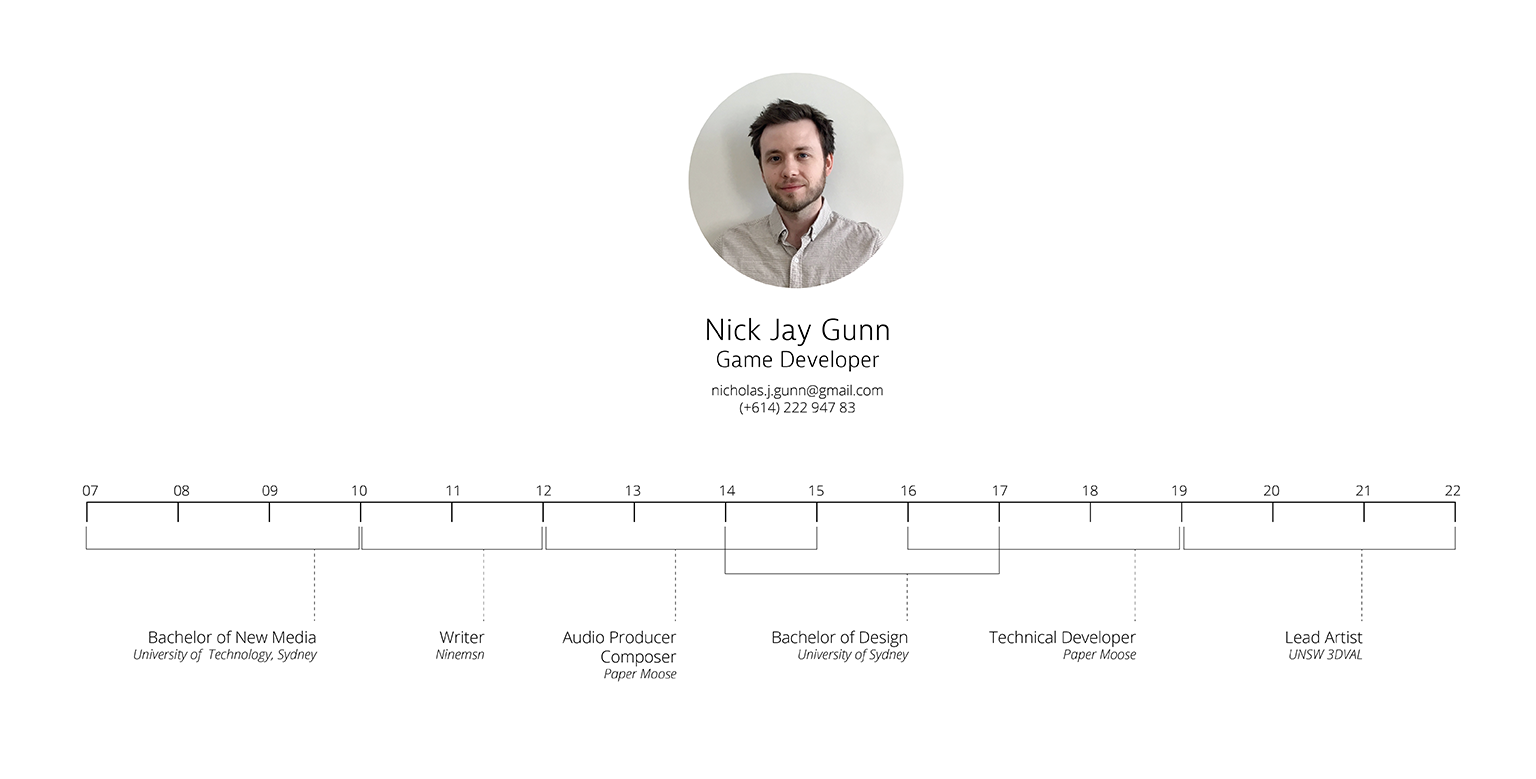 Nick Jay Gunn
Game Developer
nicholas.j.gunn@gmail.com
(+614) 222 947 83
07 08 09 10 11 12 13 14 15 16 17 18 19 20 21 22
Bachelor of New Media
University of Technology, Sydney
Writer
Ninemsn
Audio Producer
Composer
Paper Moose
Bachelor of Design
University of Sydney
Technical Developer
Paper Moose
Lead Artist
UNSW 3DVAL